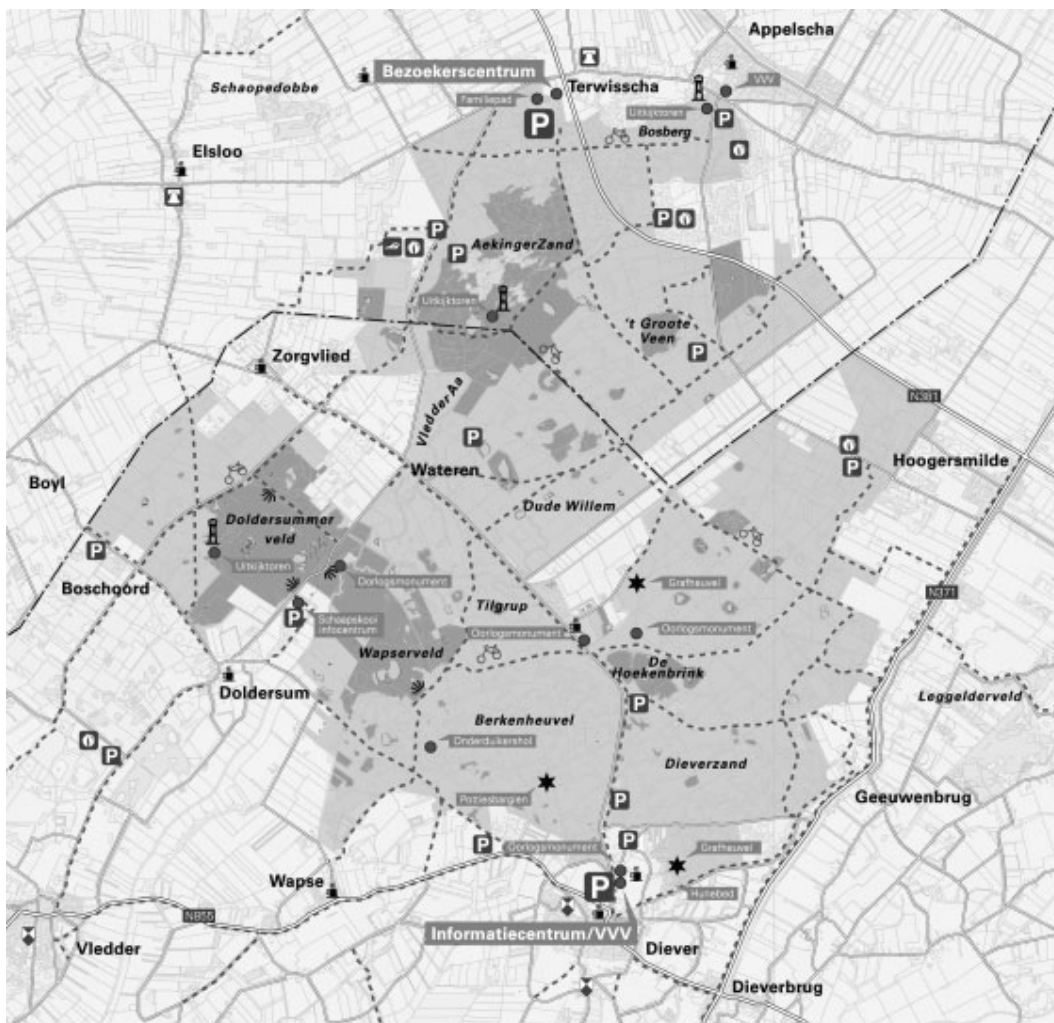 Appelscha
Bezoekerscentrum
Terwisscha
VVV
Schaopedobbe
Familiepad
P
Uitkijktoren
P
Bosberg
Elsloo
P
P
P
AekingerZand
Uitkijktoren
't Groote
Veen
P
Zorgvlied
Vledder Aa
N381
P
Hoogersmilde
P
Wateren
Boyl
Oude Willem
Doldersummer
veld
P
Uitkijktoren
Oorlogsmonument
Grafheuvel
Boschoord
N371
P
Schaapskooi
infocentrum
Tilgrup
Oorlogsmonument
Oorlogsmonument
Wapserveld
De
Hoekenbrink
Doldersum
Leggelderveld
P
Berkenheuvel
Onderduikershol
P
Dieverzand
Pottiesbargien
P
Geeuwenbrug
P
Oorlogsmonument
P
Grafheuvel
Wapse
P
Hunebed
N855
Informatiecentrum/VVV
Vledder
Diever
Dieverbrug